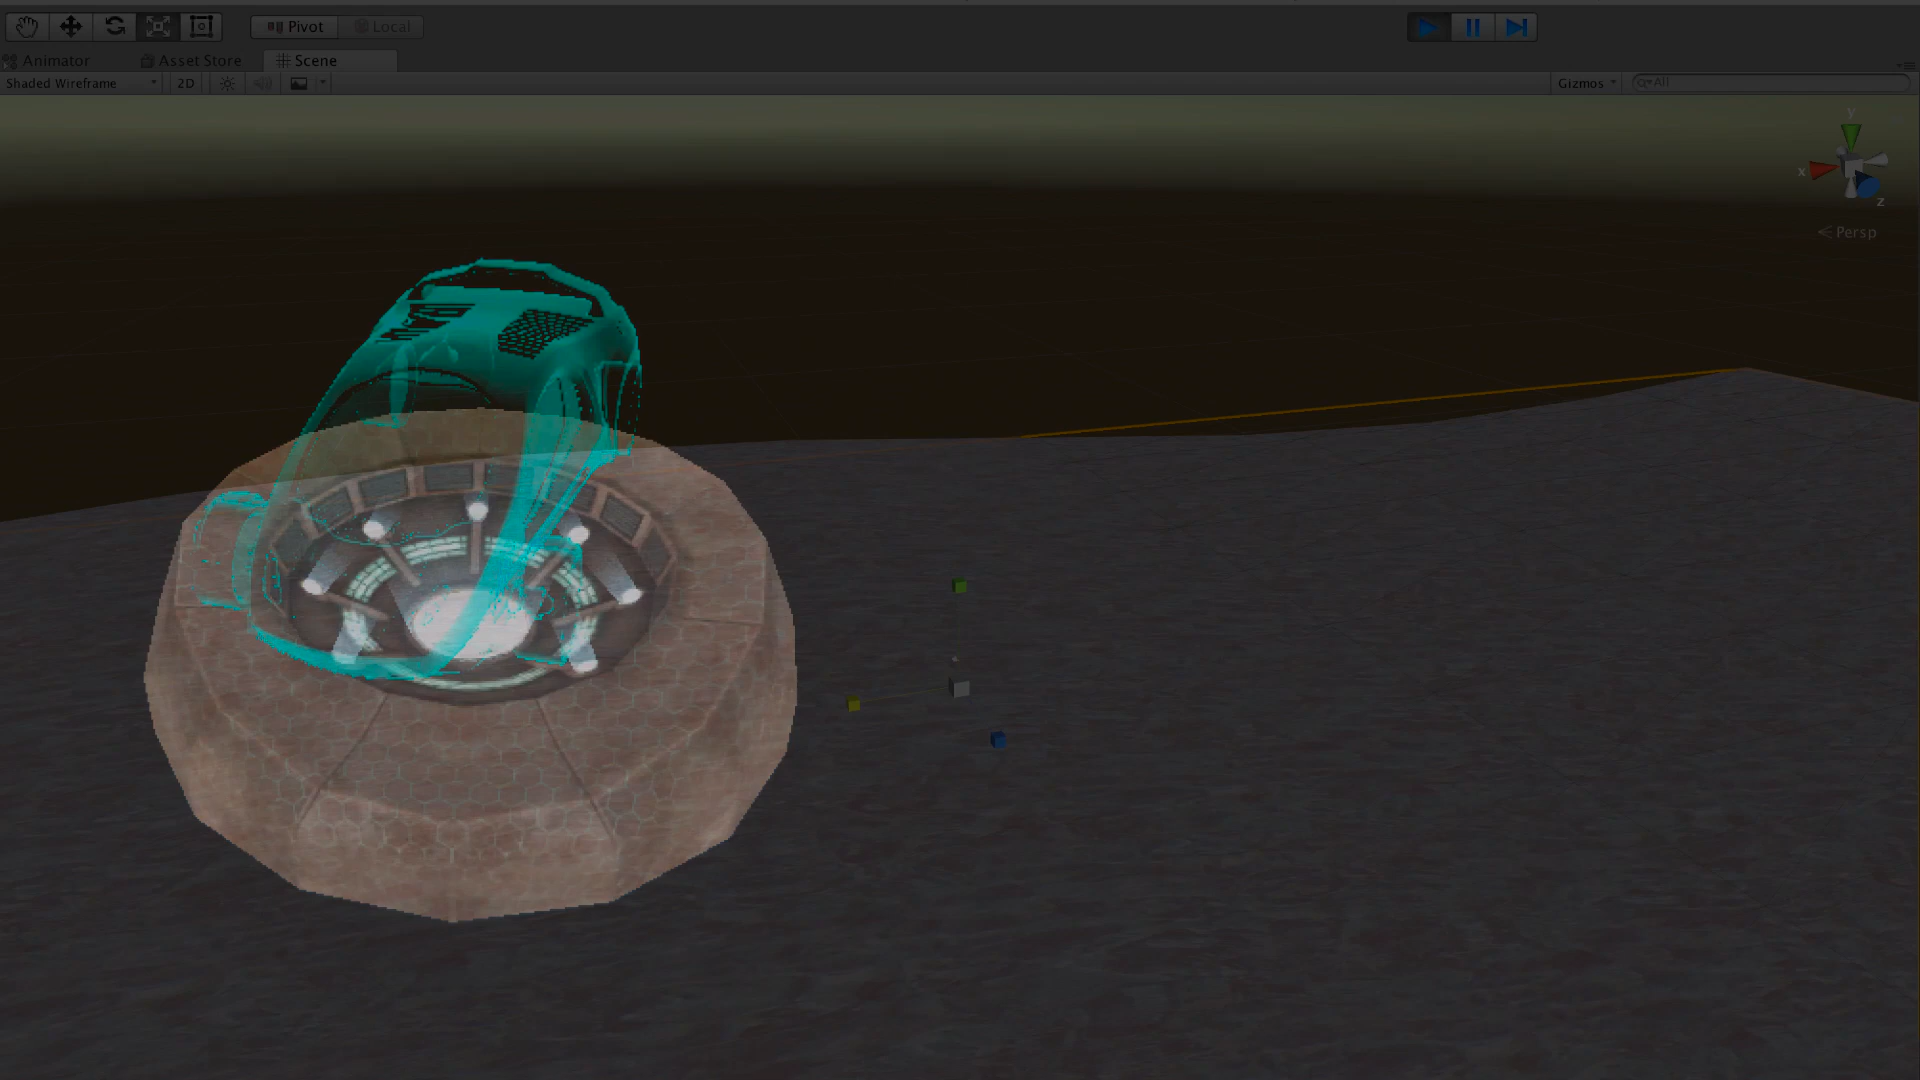 Pivot Local
Animator Asset Store Scene
Shaded Wireframe 2D Gizmos All
y
x
z
Persp